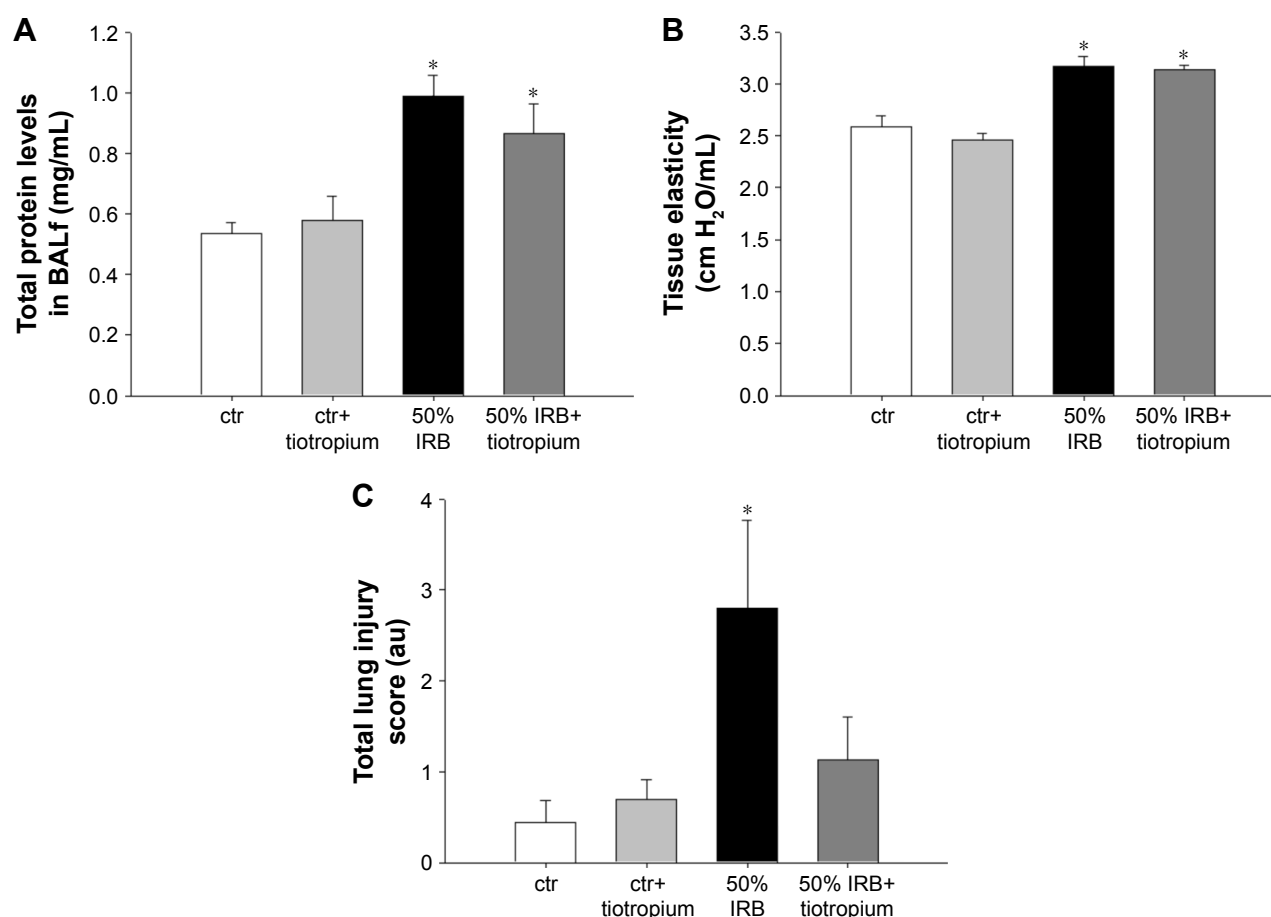 A
Total protein levels
in BALf (mg/mL)
1.2
1.0
0.8
0.6
0.4
0.2
0.0
*
*
ctr
ctr+
tiotropium
50%
IRB
50% IRB+
tiotropium
B
Tissue elasticity
(cm H₂O/mL)
3.5
3.0
2.5
2.0
1.5
1.0
0.5
0.0
*
*
ctr
ctr+
tiotropium
50%
IRB
50% IRB+
tiotropium
C
Total lung injury
score (au)
4
3
2
1
0
*
ctr
ctr+
tiotropium
50%
IRB
50% IRB+
tiotropium